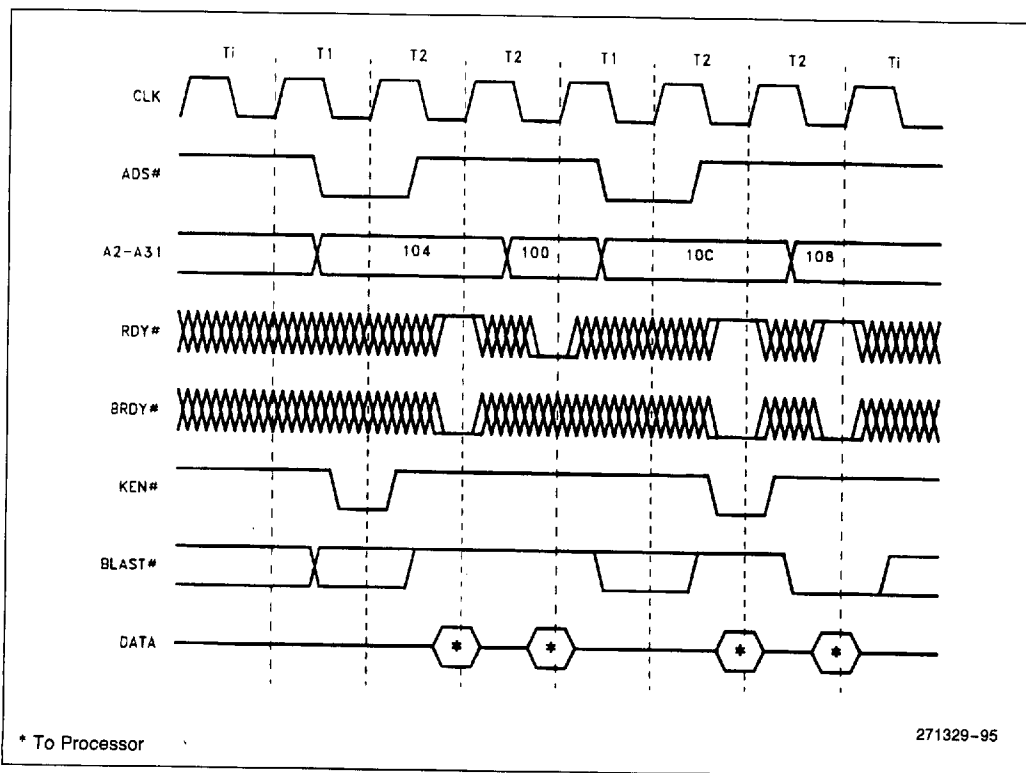 Ti T1 T2 T2 T1 T2 T2 Ti
CLK
ADS#
A2-A31 104 100 10C 108
RDY#
BRDY#
KEN#
BLAST#
DATA * * * *
* To Processor
271329-95